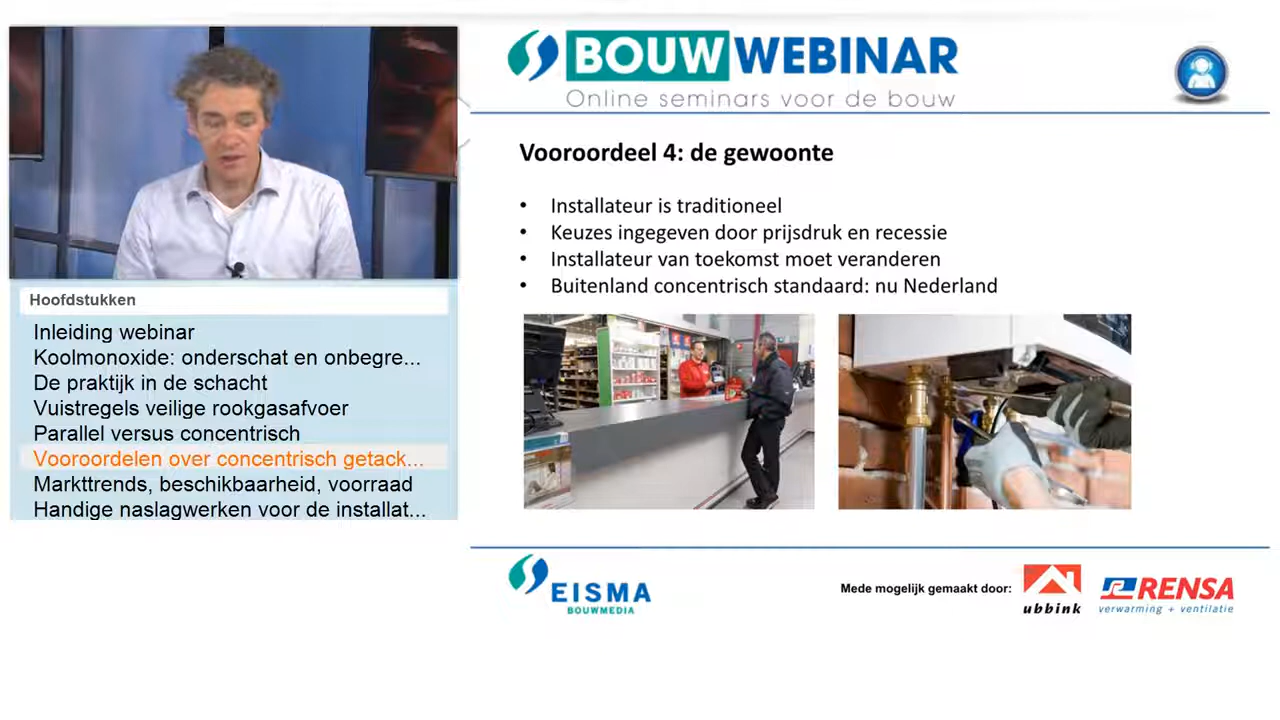 BOUWWEBINAR
Online seminars voor de bouw
Vooroordeel 4: de gewoonte
• Installateur is traditioneel
• Keuzes ingegeven door prijsdruk en recessie
• Installateur van toekomst moet veranderen
• Buitenland concentrisch standaard: nu Nederland
Hoofdstukken
Inleiding webinar
Koolmonoxide: onderschat en onbegre...
De praktijk in de schacht
Vuistregels veilige rookgasafvoer
Parallel versus concentrisch
Vooroordelen over concentrisch getack...
Markttrends, beschikbaarheid, voorraad
Handige naslagwerken voor de installat...
EISMA
BOUWMEDIA
Mede mogelijk gemaakt door:
ubbink
RENSA
verwarming + ventilatie